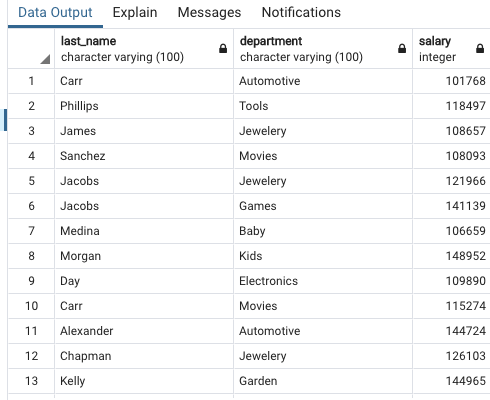 Data Output Explain Messages Notifications
last_name department salary
character varying (100) character varying (100) integer
1 Carr Automotive 101768
2 Phillips Tools 118497
3 James Jewelery 108657
4 Sanchez Movies 108093
5 Jacobs Jewelery 121966
6 Jacobs Games 141139
7 Medina Baby 106659
8 Morgan Kids 148952
9 Day Electronics 109890
10 Carr Movies 115274
11 Alexander Automotive 144724
12 Chapman Jewelery 126103
13 Kelly Garden 144965